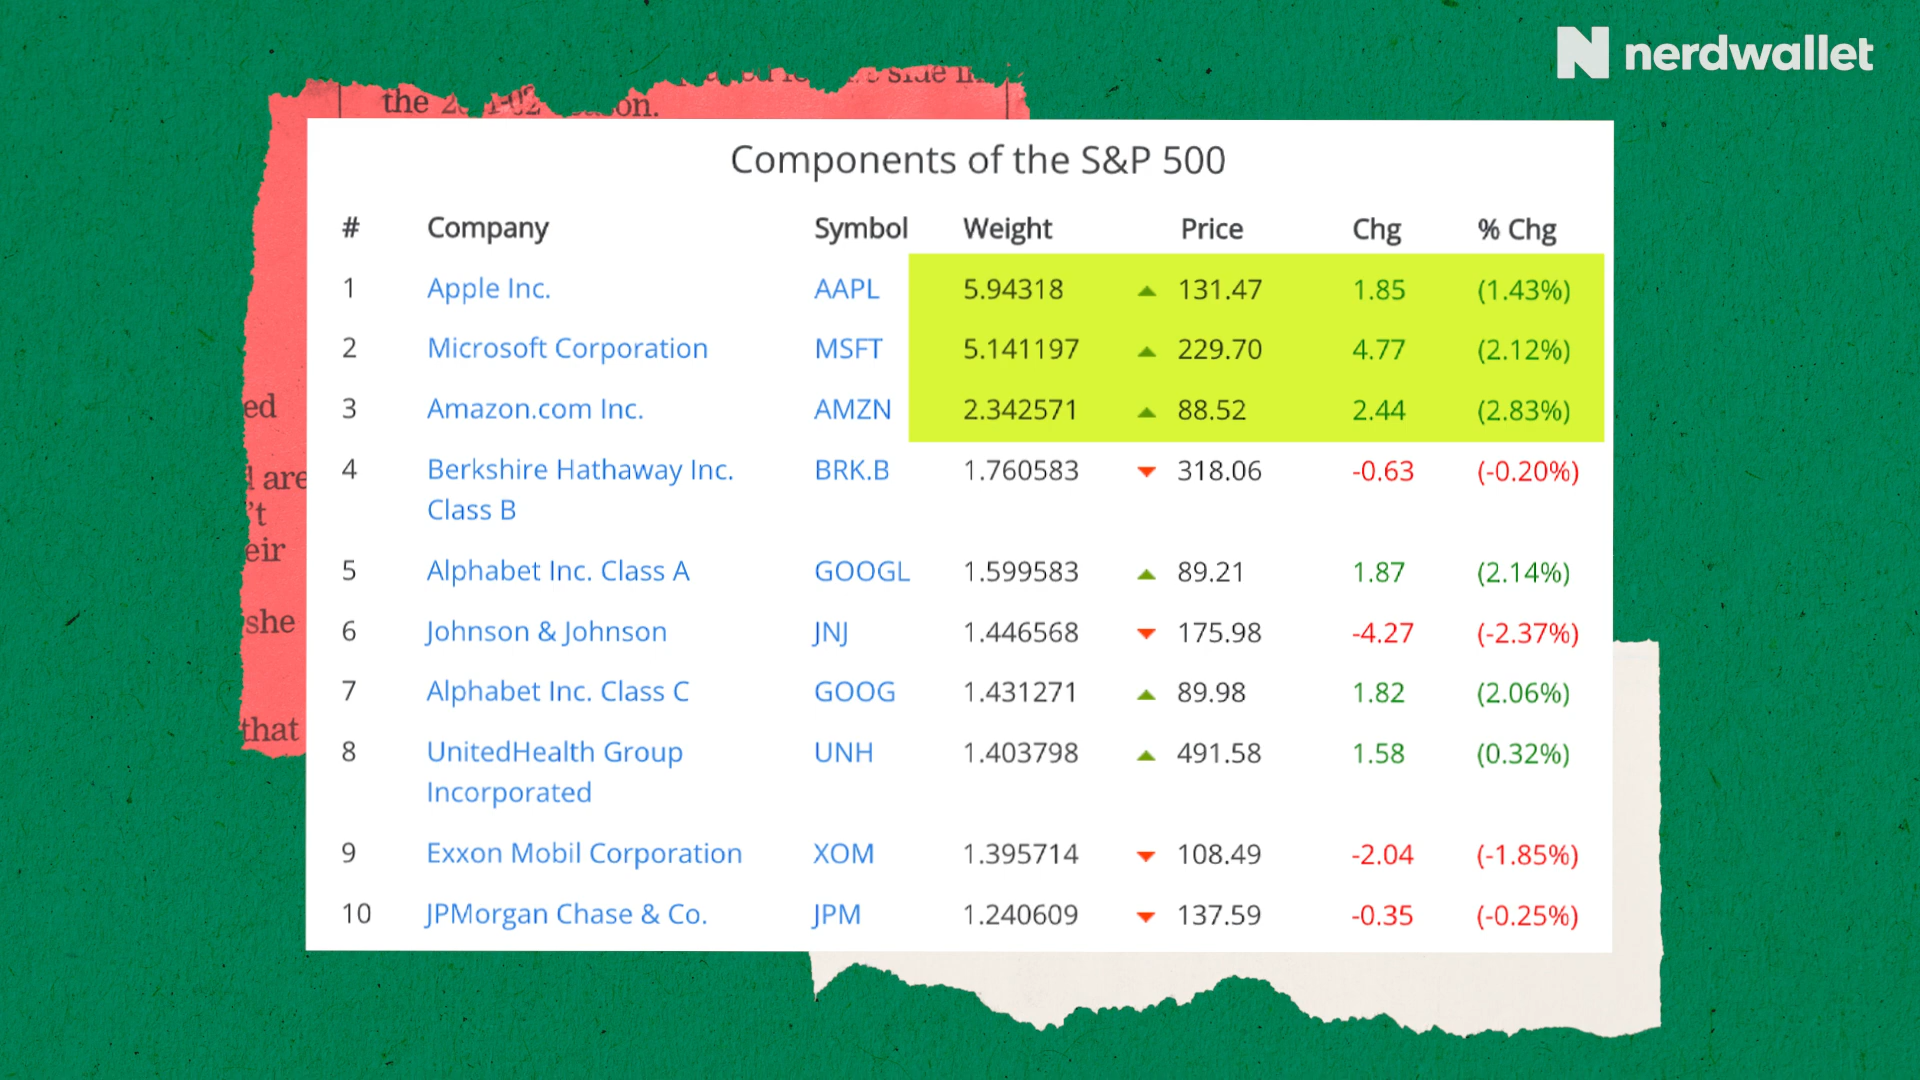 nerdwallet
the
on.
side
Components of the S&P 500
# Company Symbol Weight Price Chg % Chg
1 Apple Inc. AAPL 5.94318 131.47 1.85 (1.43%)
2 Microsoft Corporation MSFT 5.141197 229.70 4.77 (2.12%)
3 Amazon.com Inc. AMZN 2.342571 88.52 2.44 (2.83%)
4 Berkshire Hathaway Inc. BRK.B 1.760583 318.06 -0.63 (-0.20%)
Class B
5 Alphabet Inc. Class A GOOGL 1.599583 89.21 1.87 (2.14%)
6 Johnson & Johnson JNJ 1.446568 175.98 -4.27 (-2.37%)
7 Alphabet Inc. Class C GOOG 1.431271 89.98 1.82 (2.06%)
8 UnitedHealth Group UNH 1.403798 491.58 1.58 (0.32%)
Incorporated
9 Exxon Mobil Corporation XOM 1.395714 108.49 -2.04 (-1.85%)
10 JPMorgan Chase & Co. JPM 1.240609 137.59 -0.35 (-0.25%)
ed
are
't
eir
she
that